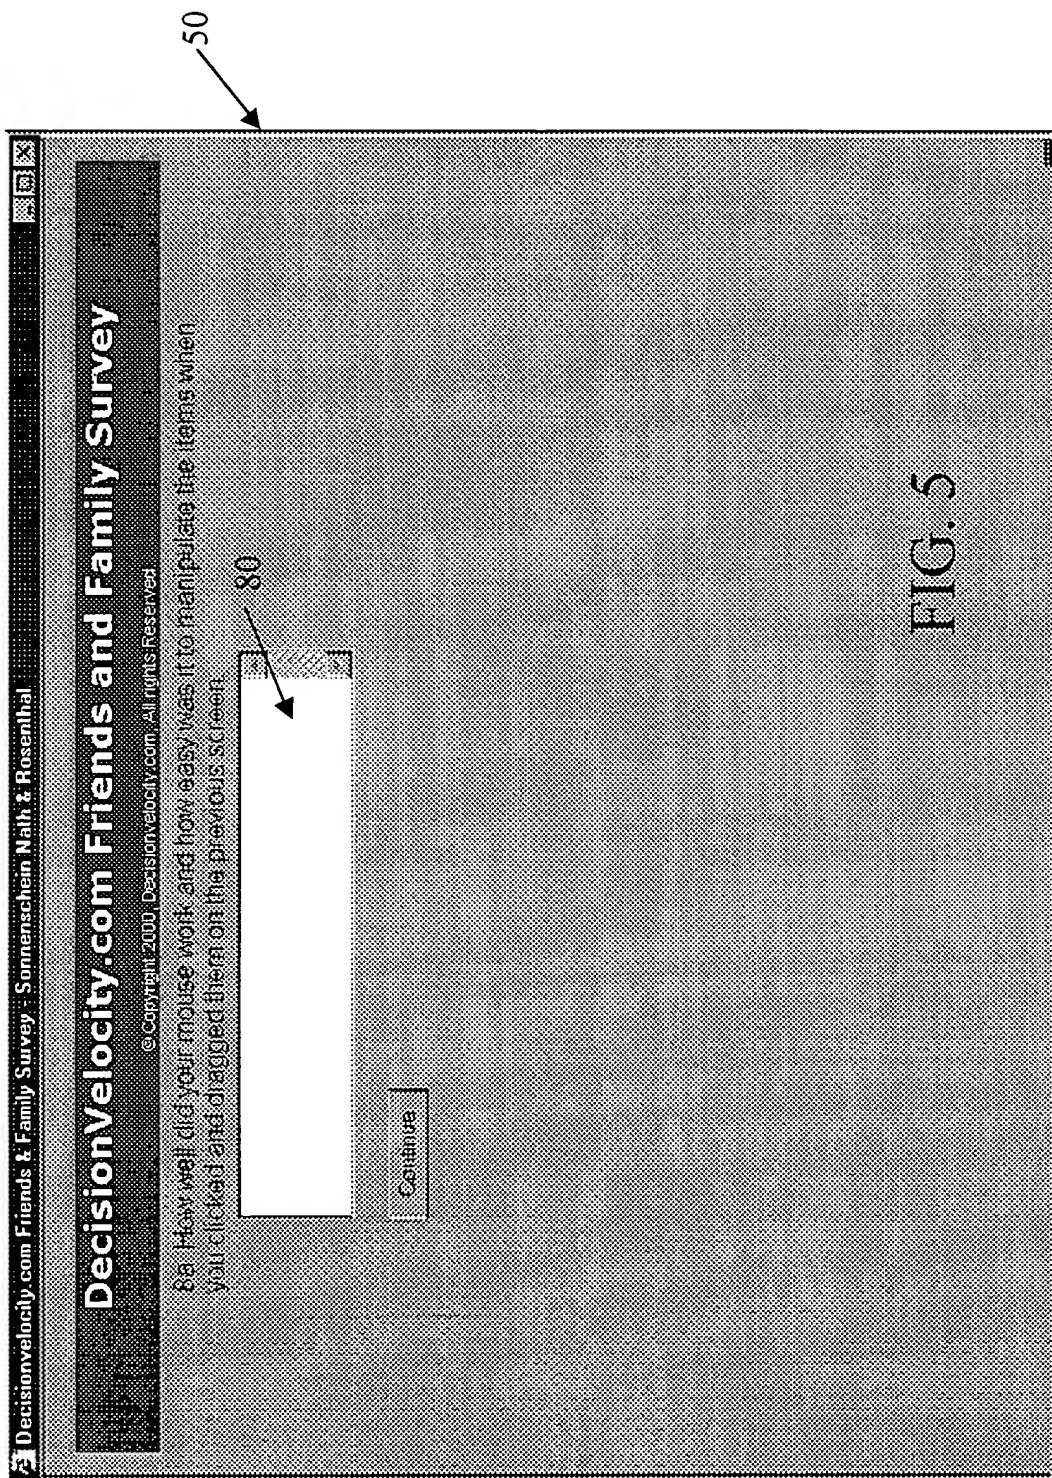 Decisionvelocity.com Friends & Family Survey - Sonnenschein Nath & Rosenthal
DecisionVelocity.com Friends and Family Survey
© Copyright 2000, Decisionvelocity.com, All rights Reserved
8a. How well did your mouse work and how easy was it to manipulate the items when
you clicked and dragged them on the previous screen.
80
Continue
50
FIG. 5